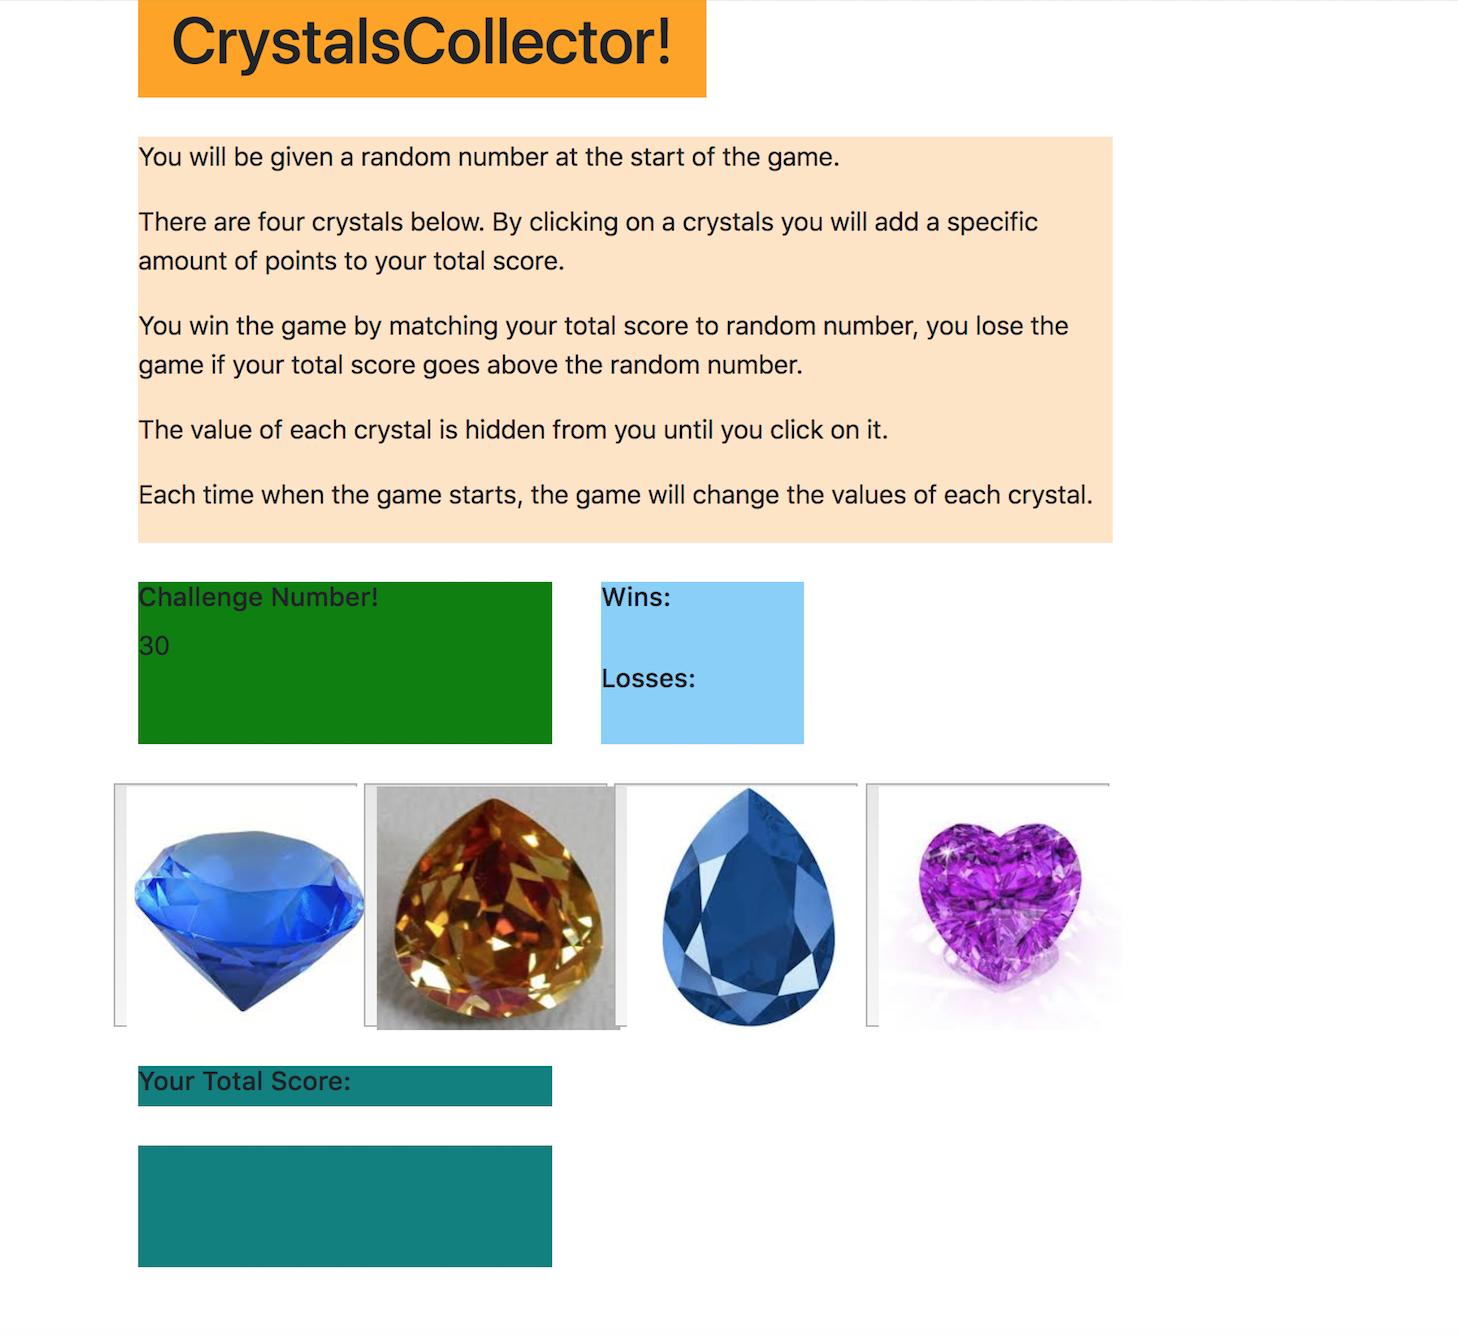 CrystalsCollector!
You will be given a random number at the start of the game.
There are four crystals below. By clicking on a crystals you will add a specific
amount of points to your total score.
You win the game by matching your total score to random number, you lose the
game if your total score goes above the random number.
The value of each crystal is hidden from you until you click on it.
Each time when the game starts, the game will change the values of each crystal.
Challenge Number!
30
Wins:
Losses:
Your Total Score: